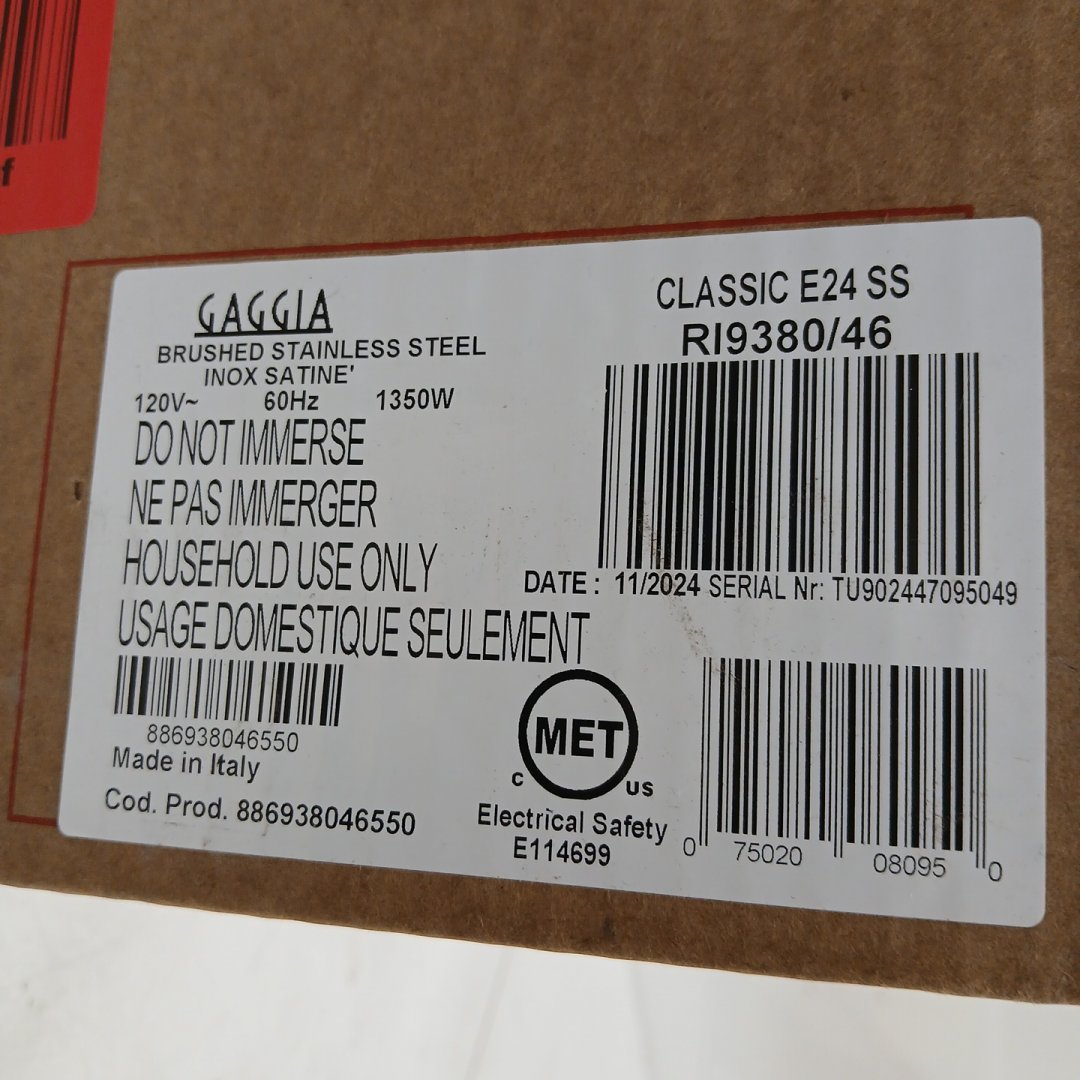 f
GAGGIA
BRUSHED STAINLESS STEEL
INOX SATINE'
120V~ 60Hz 1350W
DO NOT IMMERSE
NE PAS IMMERGER
HOUSEHOLD USE ONLY
USAGE DOMESTIQUE SEULEMENT
886938046550
Made in Italy
Cod. Prod. 886938046550
CLASSIC E24 SS
RI9380/46
DATE : 11/2024 SERIAL Nr: TU902447095049
MET
C US
Electrical Safety
E114699
0 75020 08095 0